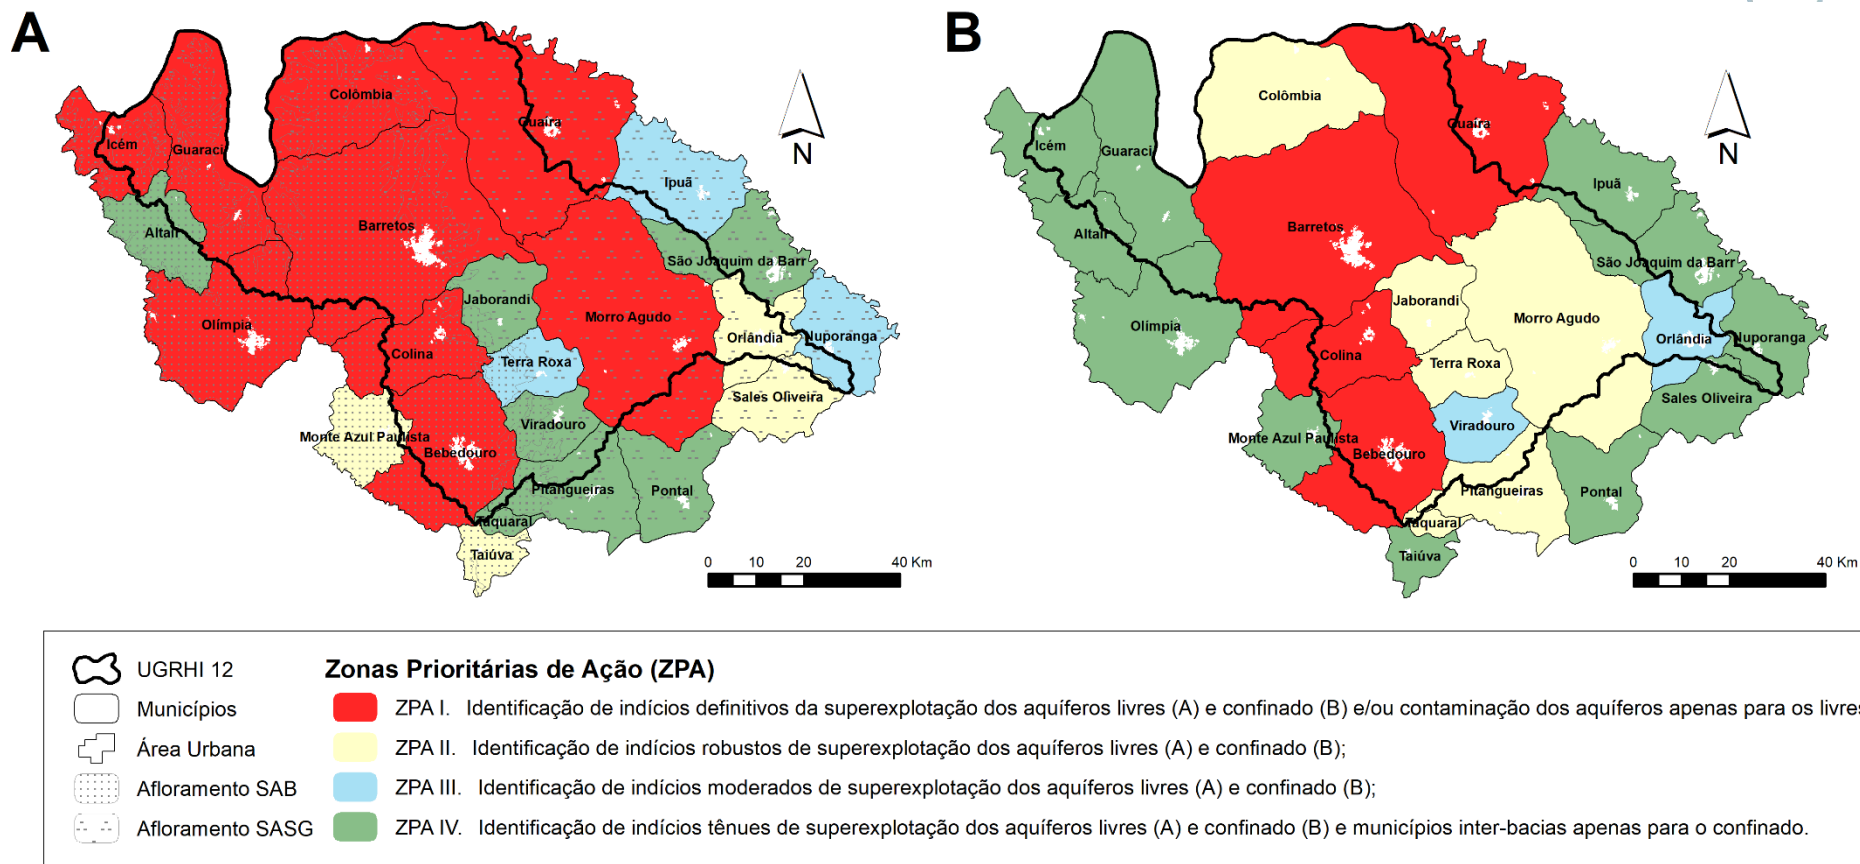 A
B
Colômbia
Guaíra
Icém
Guaraci
Ipuã
Altair
Barretos
São Joaquim da Barr
Jaborandi
Olímpia
Morro Agudo
Orlândia
Nuporanga
Colina
Terra Roxa
Sales Oliveira
Viradouro
Monte Azul Paulista
Bebedouro
Pitangueiras
Pontal
Taquaral
Taiúva
N
0 10 20 40 Km
Colômbia
Guaíra
Icém
Guaraci
Ipuã
Altair
Barretos
São Joaquim da Barr
Jaborandi
Olímpia
Morro Agudo
Orlândia
Nuporanga
Colina
Terra Roxa
Sales Oliveira
Viradouro
Monte Azul Paulista
Bebedouro
Pitangueiras
Pontal
Taquaral
Taiúva
N
0 10 20 40 Km
UGRHI 12
Municípios
Área Urbana
Afloramento SAB
Afloramento SASG
Zonas Prioritárias de Ação (ZPA)
ZPA I. Identificação de indícios definitivos da superexplotação dos aquíferos livres (A) e confinado (B) e/ou contaminação dos aquíferos apenas para os livres
ZPA II. Identificação de indícios robustos de superexplotação dos aquíferos livres (A) e confinado (B);
ZPA III. Identificação de indícios moderados de superexplotação dos aquíferos livres (A) e confinado (B);
ZPA IV. Identificação de indícios tênues de superexplotação dos aquíferos livres (A) e confinado (B) e municípios inter-bacias apenas para o confinado.